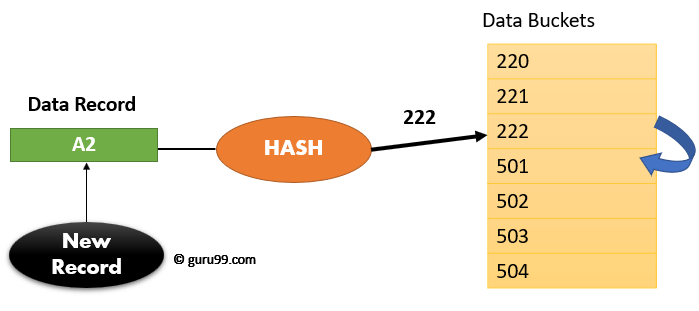 Data Buckets
Data Record
A2
New
Record
© guru99.com
HASH
222
220
221
222
501
502
503
504